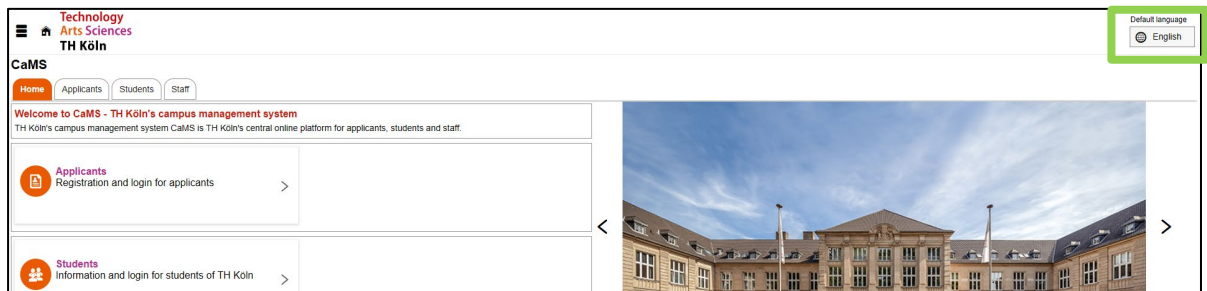 Technology
Arts Sciences
TH Köln
Default language
English
CaMS
Home
Applicants
Students
Staff
Welcome to CaMS - TH Köln's campus management system
TH Köln's campus management system CaMS is TH Köln's central online platform for applicants, students and staff.
Applicants
Registration and login for applicants
Students
Information and login for students of TH Köln